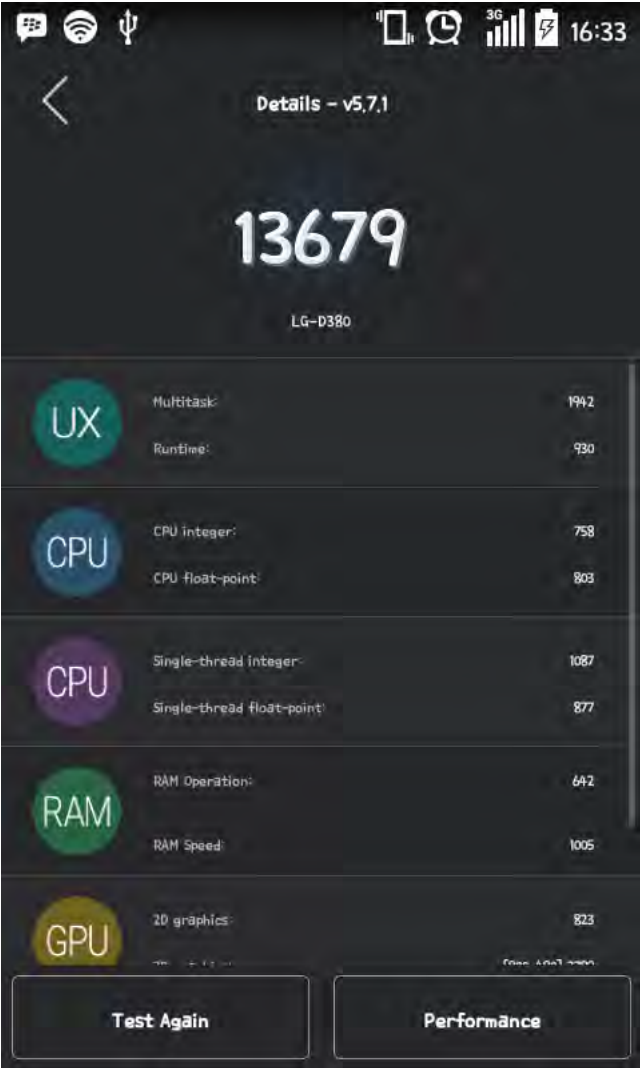 3G 16:33
Details - v5.7.1
13679
LG-D380
UX
Multitask: 1942
Runtime: 930
CPU
CPU integer: 758
CPU float-point: 803
CPU
Single-thread integer: 1087
Single-thread float-point: 877
RAM
RAM Operation: 642
RAM Speed: 1005
GPU
2D graphics: 823
Test Again Performance